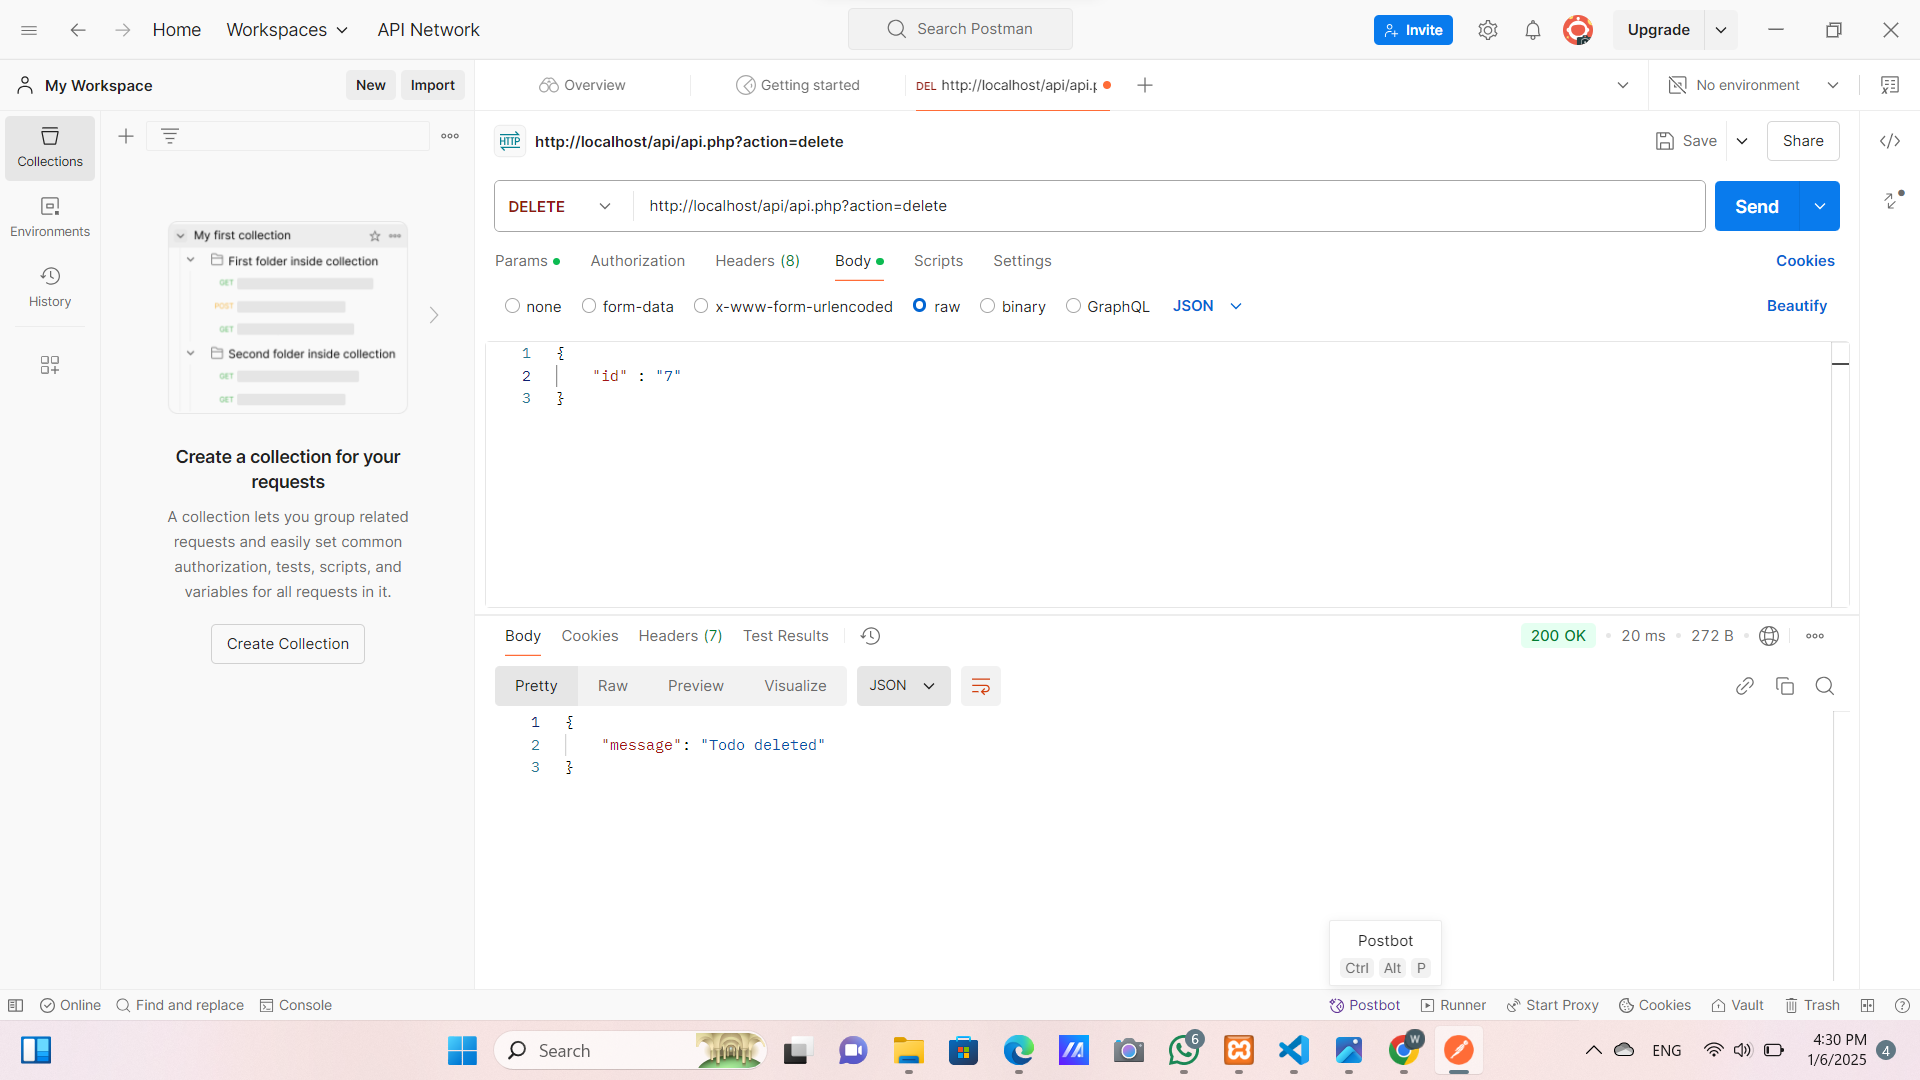 Home
Workspaces
API Network
Search Postman
Invite
Upgrade
My Workspace
New
Import
Overview
Getting started
DEL http://localhost/api/api.p
No environment
Collections
Environments
History
HTTP http://localhost/api/api.php?action=delete
Save
Share
DELETE
http://localhost/api/api.php?action=delete
Send
Params
Authorization
Headers (8)
Body
Scripts
Settings
Cookies
none
form-data
x-www-form-urlencoded
raw
binary
GraphQL
JSON
Beautify
1 {
2 "id" : "7"
3 }
My first collection
First folder inside collection
GET
POST
GET
Second folder inside collection
GET
GET
Create a collection for your
requests
A collection lets you group related
requests and easily set common
authorization, tests, scripts, and
variables for all requests in it.
Create Collection
Body
Cookies
Headers (7)
Test Results
200 OK
20 ms
272 B
Pretty
Raw
Preview
Visualize
JSON
1 {
2 "message": "Todo deleted"
3 }
Postbot
Ctrl Alt P
Online
Find and replace
Console
Postbot
Runner
Start Proxy
Cookies
Vault
Trash
Search
6
W
ENG
4:30 PM
1/6/2025
4